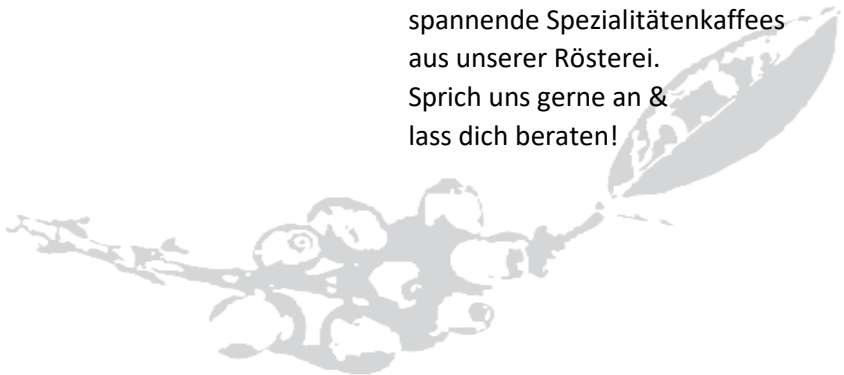 spannende Spezialitätenkaffees
aus unserer Rösterei.
Sprich uns gerne an &
lass dich beraten!